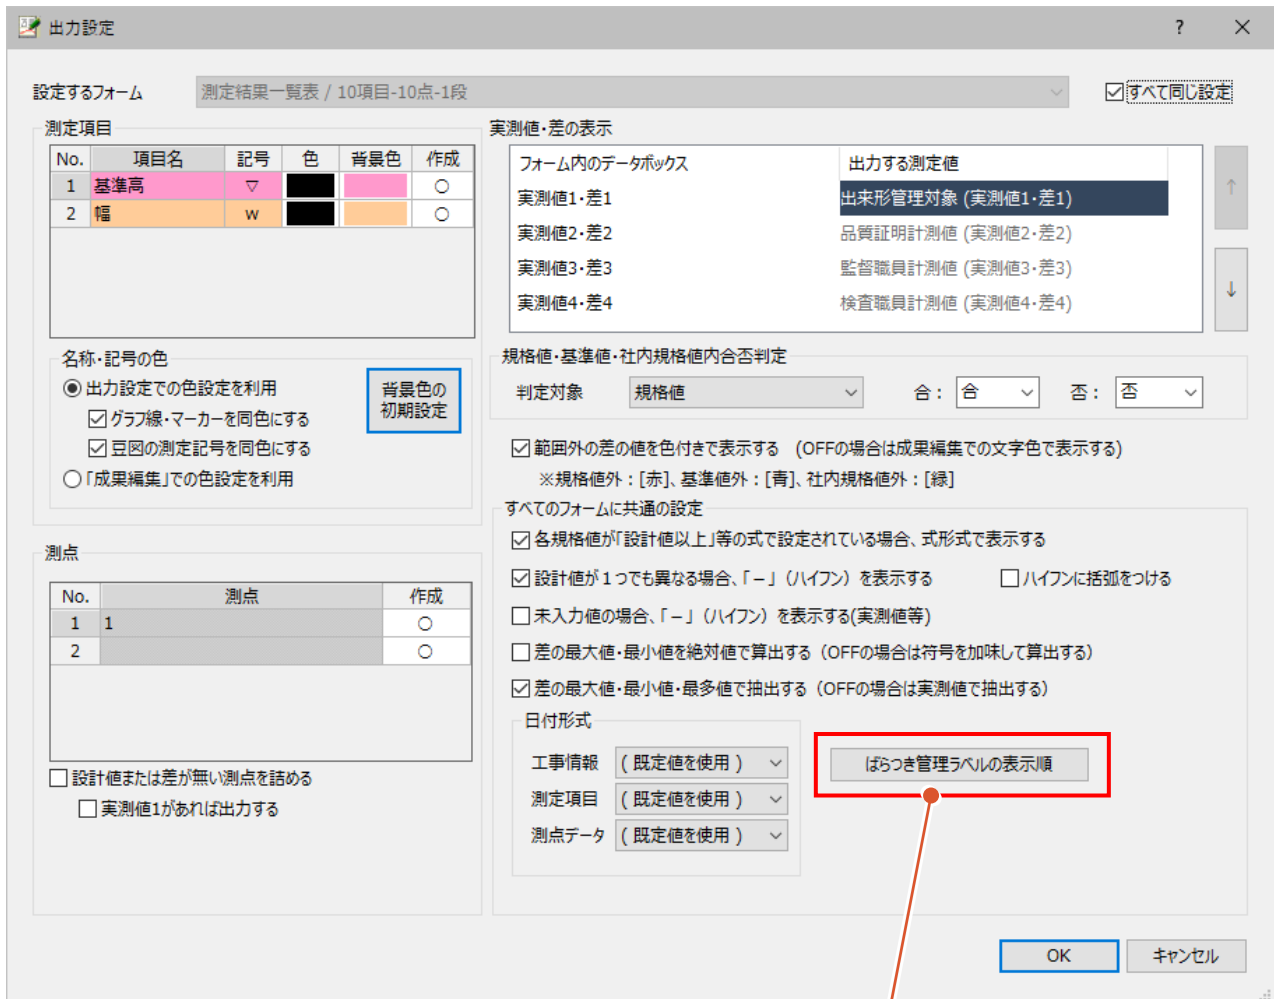 出力設定
?
設定するフォーム
測定結果一覧表 / 10項目-10点-1段
すべて同じ設定
測定項目
No. 項目名 記号 色 背景色 作成
1 基準高 ▽ ○
2 幅 w ○
名称・記号の色
出力設定での色設定を利用
グラフ線・マーカーを同色にする
豆図の測定記号を同色にする
「成果編集」での色設定を利用
背景色の
初期設定
測点
No. 測点 作成
1 1 ○
2 ○
設計値または差が無い測点を詰める
実測値1があれば出力する
実測値・差の表示
フォーム内のデータボックス 出力する測定値
実測値1・差1 出来形管理対象 (実測値1・差1)
実測値2・差2 品質証明計測値 (実測値2・差2)
実測値3・差3 監督職員計測値 (実測値3・差3)
実測値4・差4 検査職員計測値 (実測値4・差4)
↑
↓
規格値・基準値・社内規格値内合否判定
判定対象 規格値 合： 合 否： 否
範囲外の差の値を色付きで表示する (OFFの場合は成果編集での文字色で表示する)
※規格値外：[赤]、基準値外：[青]、社内規格値外：[緑]
すべてのフォームに共通の設定
各規格値が「設計値以上」等の式で設定されている場合、式形式で表示する
設計値が１つでも異なる場合、「－」（ハイフン）を表示する ハイフンに括弧をつける
未入力値の場合、「－」（ハイフン）を表示する(実測値等)
差の最大値・最小値を絶対値で算出する（OFFの場合は符号を加味して算出する）
差の最大値・最小値・最多値で抽出する（OFFの場合は実測値で抽出する）
日付形式
工事情報 ( 既定値を使用 )
測定項目 ( 既定値を使用 )
測点データ ( 既定値を使用 )
ばらつき管理ラベルの表示順
OK キャンセル